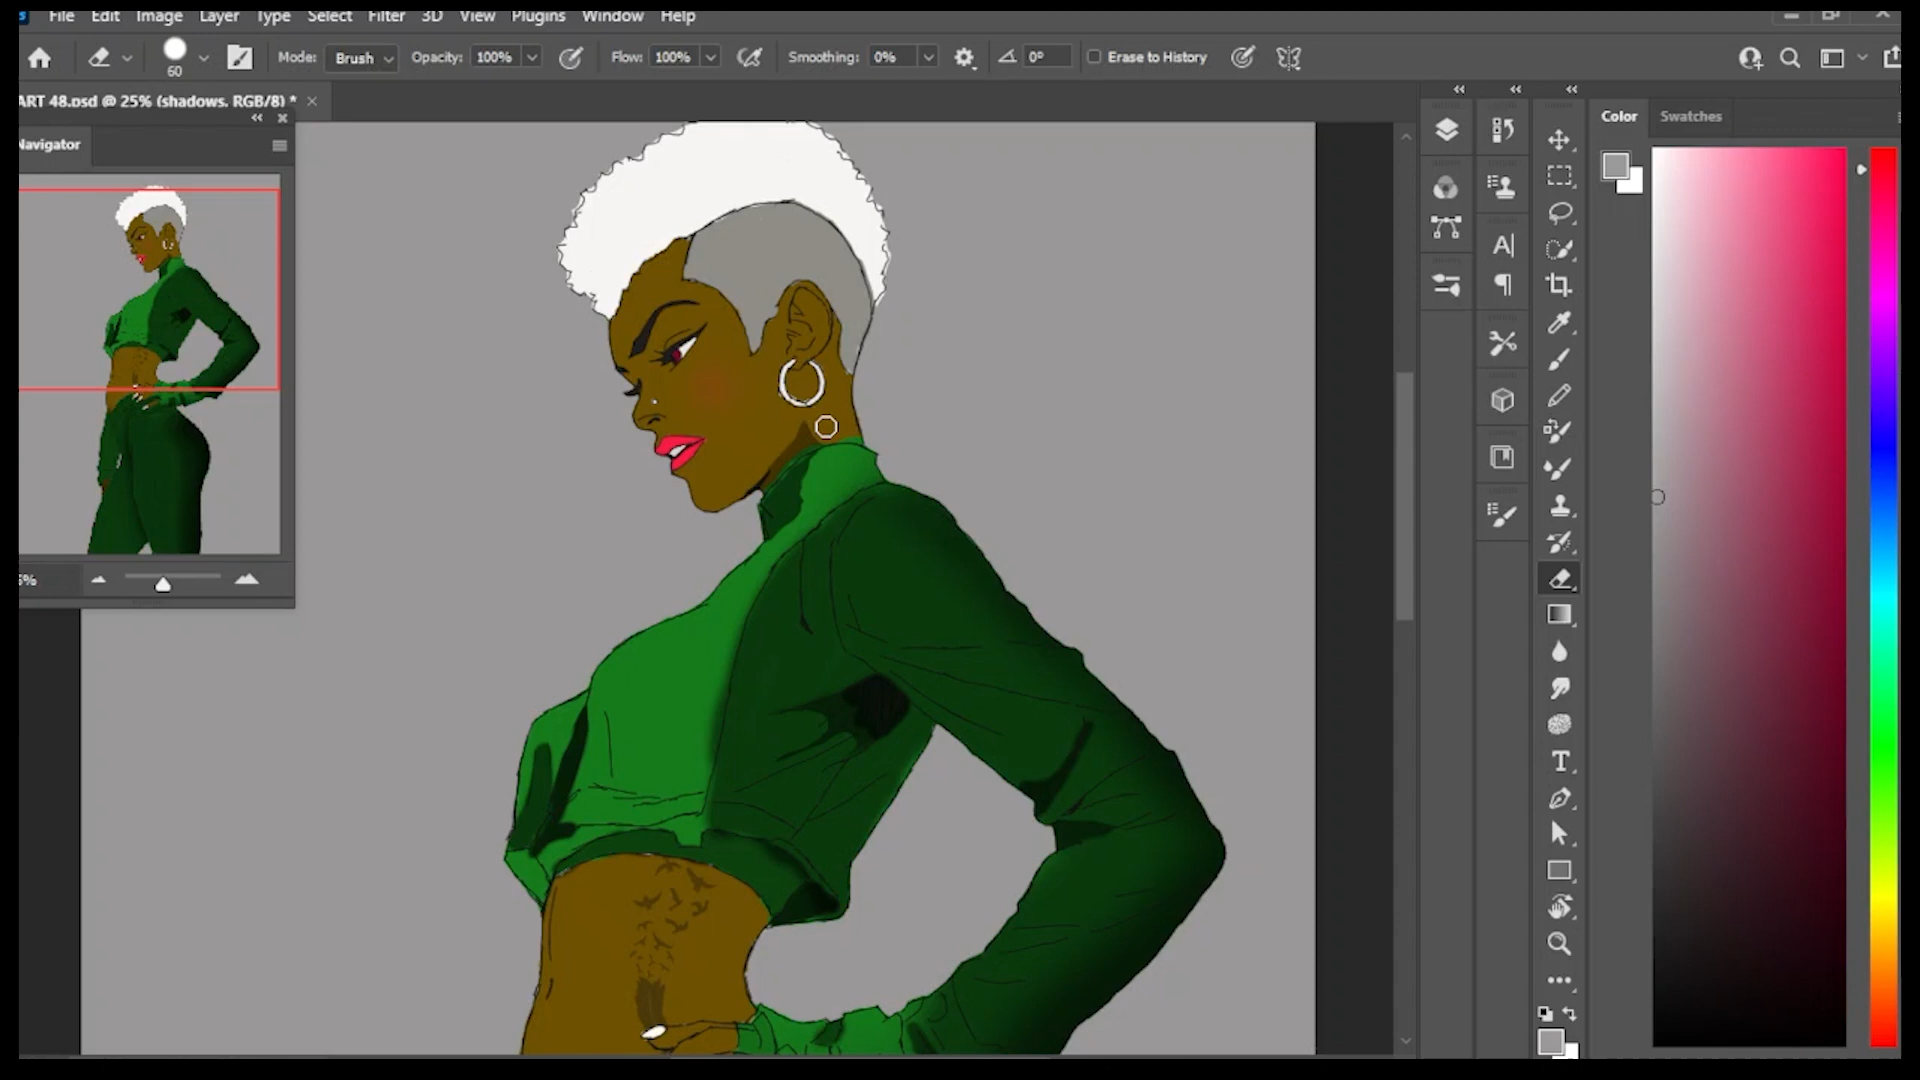 File Edit Image Layer Type Select Filter 3D View Plugins Window Help
60 Mode: Brush Opacity: 100% Flow: 100% Smoothing: 0% 0° Erase to History
ART 48.psd @ 25% (shadows, RGB/8) *
Navigator
Color Swatches